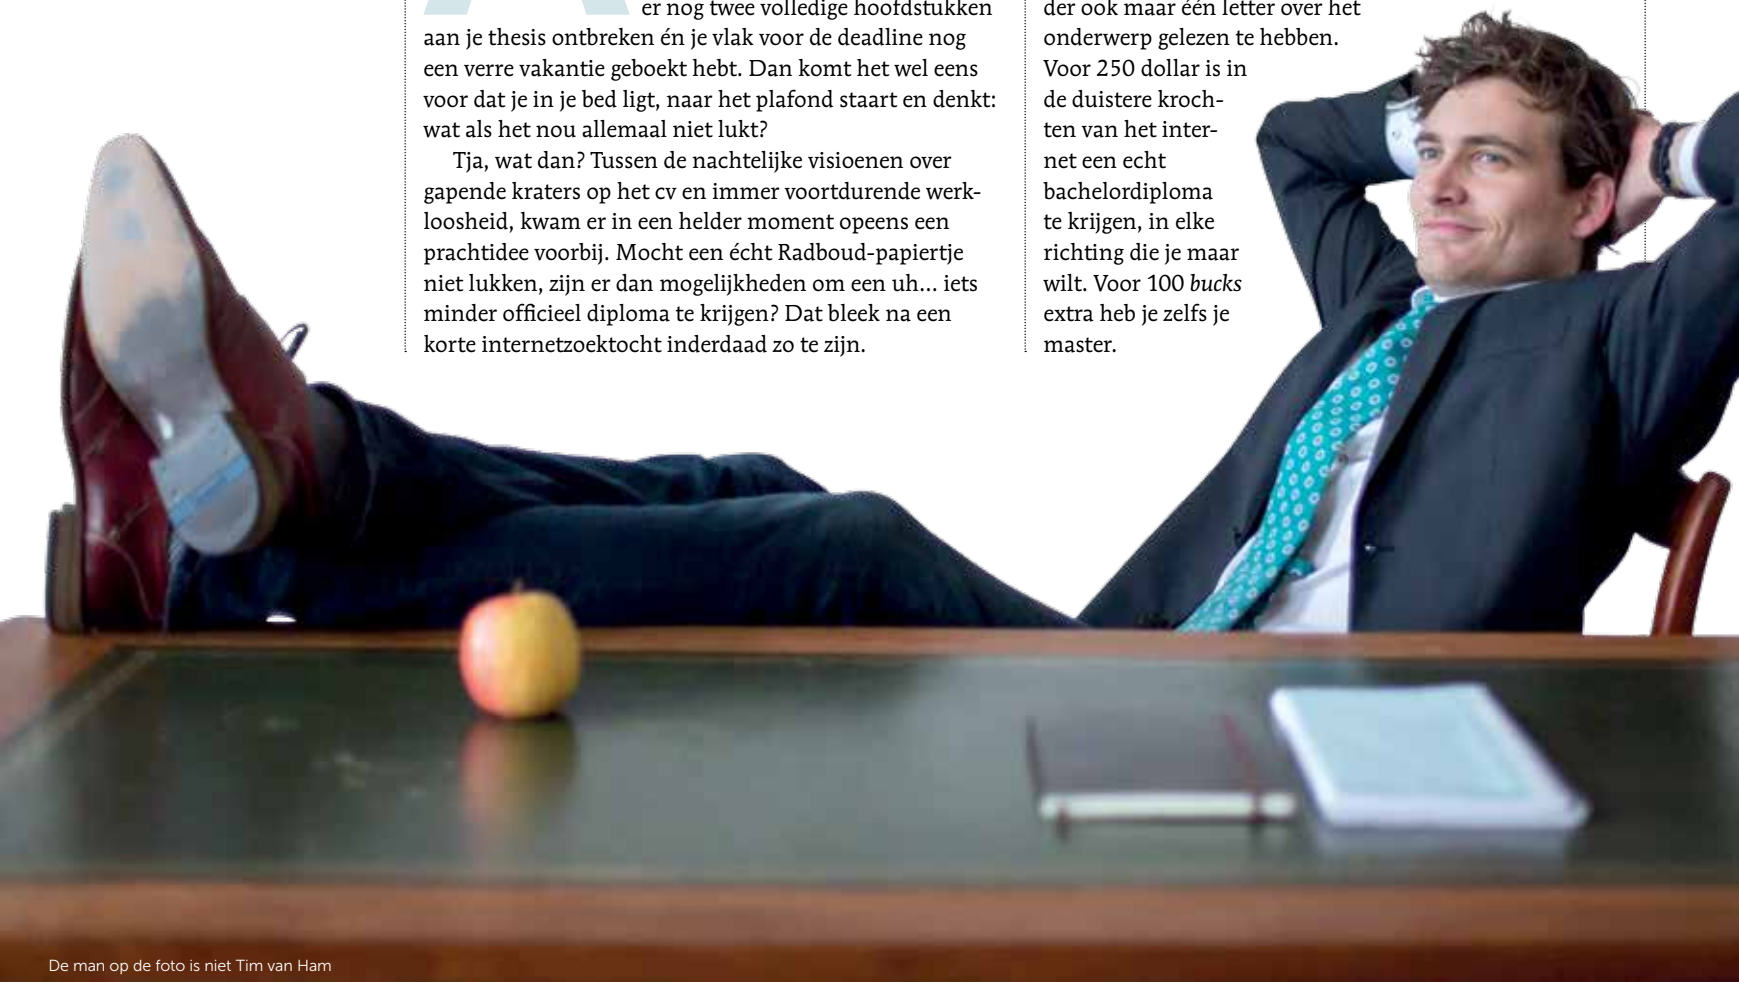 er nog twee volledige hoofdstukken
aan je thesis ontbreken én je vlak voor de deadline nog
een verre vakantie geboekt hebt. Dan komt het wel eens
voor dat je in je bed ligt, naar het plafond staart en denkt:
wat als het nou allemaal niet lukt?
Tja, wat dan? Tussen de nachtelijke visioenen over
gapende kraters op het cv en immer voortdurende werk-
loosheid, kwam er in een helder moment opeens een
prachtidee voorbij. Mocht een écht Radboud-papiertje
niet lukken, zijn er dan mogelijkheden om een uh... iets
minder officieel diploma te krijgen? Dat bleek na een
korte internetzoektocht inderdaad zo te zijn.
der ook maar één letter over het
onderwerp gelezen te hebben.
Voor 250 dollar is in
de duistere kroch-
ten van het inter-
net een echt
bachelordiploma
te krijgen, in elke
richting die je maar
wilt. Voor 100 bucks
extra heb je zelfs je
master.
De man op de foto is niet Tim van Ham